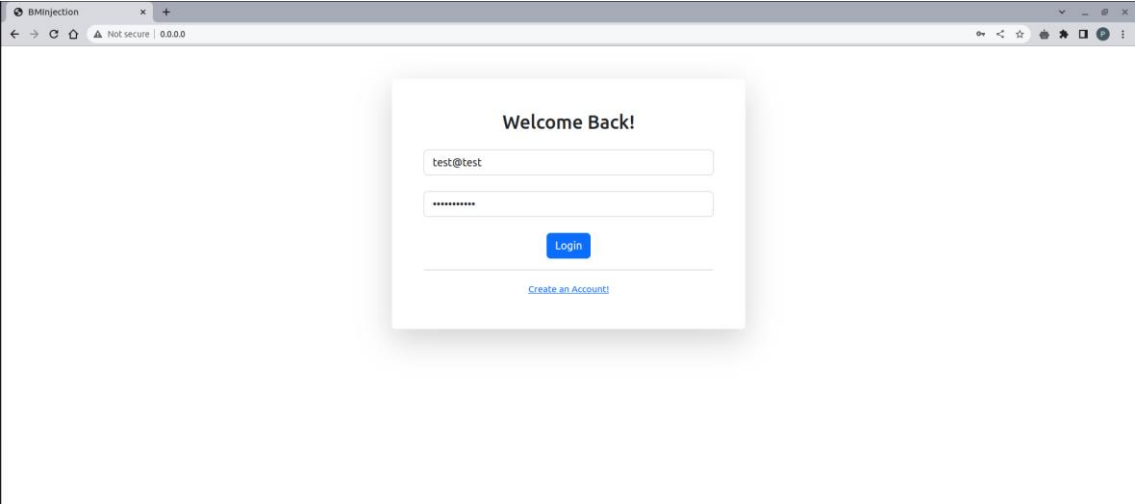 BMInjection
Not secure | 0.0.0.0
P
Welcome Back!
test@test
•••••••••••
Login
Create an Account!